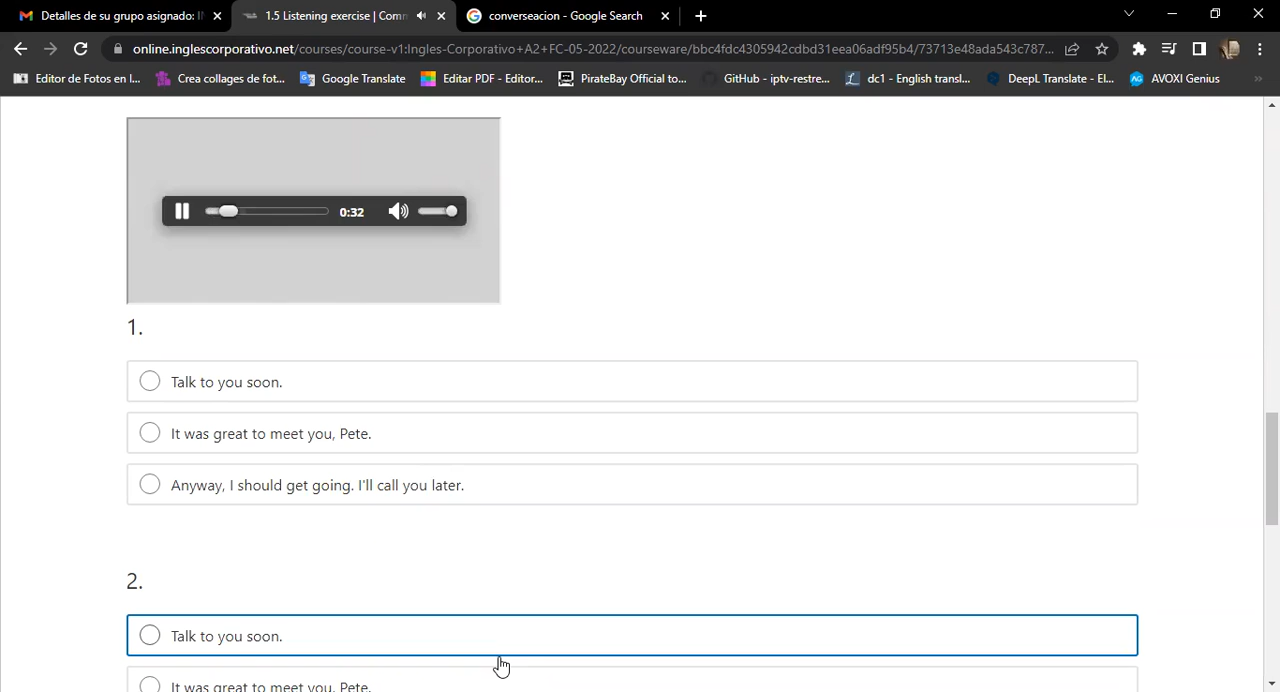 Detalles de su grupo asignado: I
1.5 Listening exercise | Comm
converseacion - Google Search
online.inglescorporativo.net/courses/course-v1:Ingles-Corporativo+A2+FC-05-2022/courseware/bbc4fdc4305942cdbd31eea06adf95b4/73713e48ada543c787...
Editor de Fotos en l...
Crea collages de fot...
Google Translate
Editar PDF - Editor...
PirateBay Official to...
GitHub - iptv-restre...
dc1 - English transl...
DeepL Translate - El...
AVOXI Genius
0:32
1.
Talk to you soon.
It was great to meet you, Pete.
Anyway, I should get going. I'll call you later.
2.
Talk to you soon.
It was great to meet you, Pete.